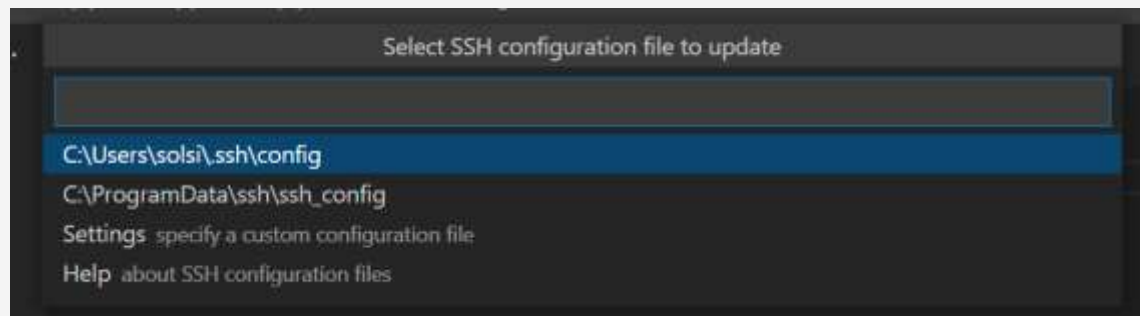 Select SSH configuration file to update
C:\Users\solsi\.ssh\config
C:\ProgramData\ssh\ssh_config
Settings specify a custom configuration file
Help about SSH configuration files